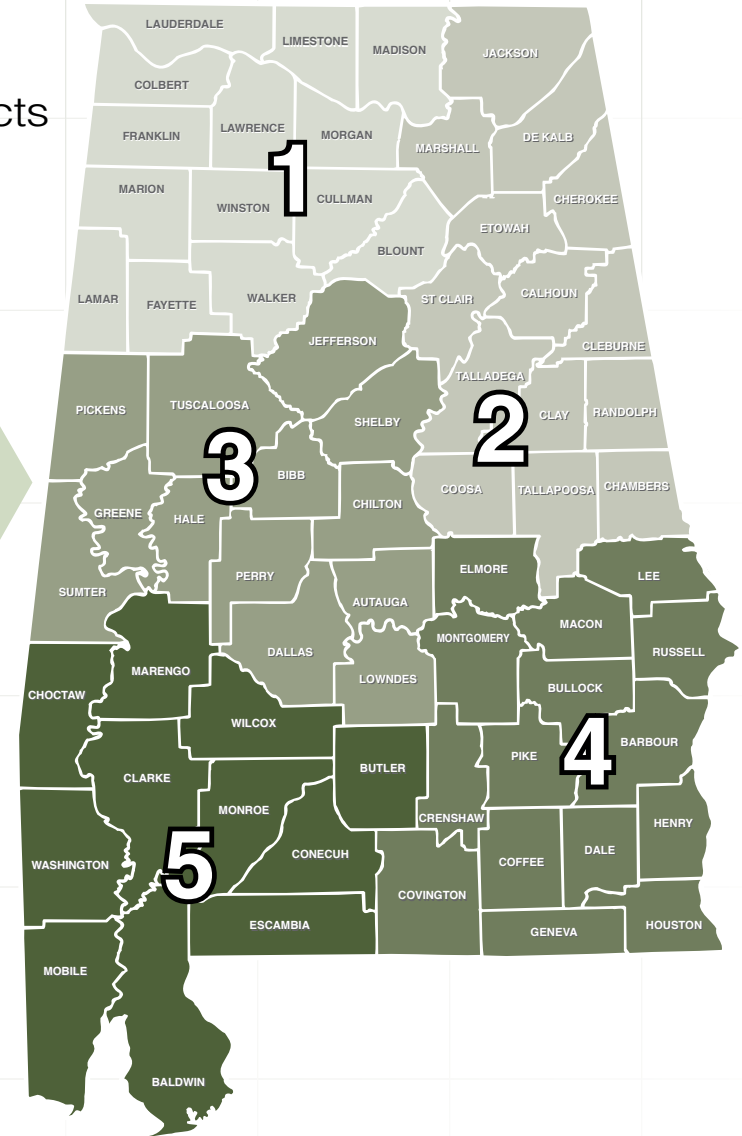 cts
LAUDERDALE
LIMESTONE
MADISON
JACKSON
COLBERT
FRANKLIN
LAWRENCE
MORGAN
MARSHALL
DE KALB
MARION
WINSTON
1
CULLMAN
CHEROKEE
ETOWAH
BLOUNT
LAMAR
FAYETTE
WALKER
ST CLAIR
CALHOUN
JEFFERSON
CLEBURNE
PICKENS
TUSCALOOSA
SHELBY
TALLADEGA
2
CLAY
RANDOLPH
3
BIBB
COOSA
TALLAPOOSA
CHAMBERS
GREENE
HALE
CHILTON
SUMTER
PERRY
AUTAUGA
ELMORE
LEE
DALLAS
LOWNDES
MONTGOMERY
MACON
RUSSELL
CHOCTAW
MARENGO
WILCOX
BULLOCK
CLARKE
BUTLER
PIKE
4
BARBOUR
MONROE
CRENSHAW
HENRY
WASHINGTON
5
CONECUH
COFFEE
DALE
COVINGTON
ESCAMBIA
GENEVA
HOUSTON
MOBILE
BALDWIN